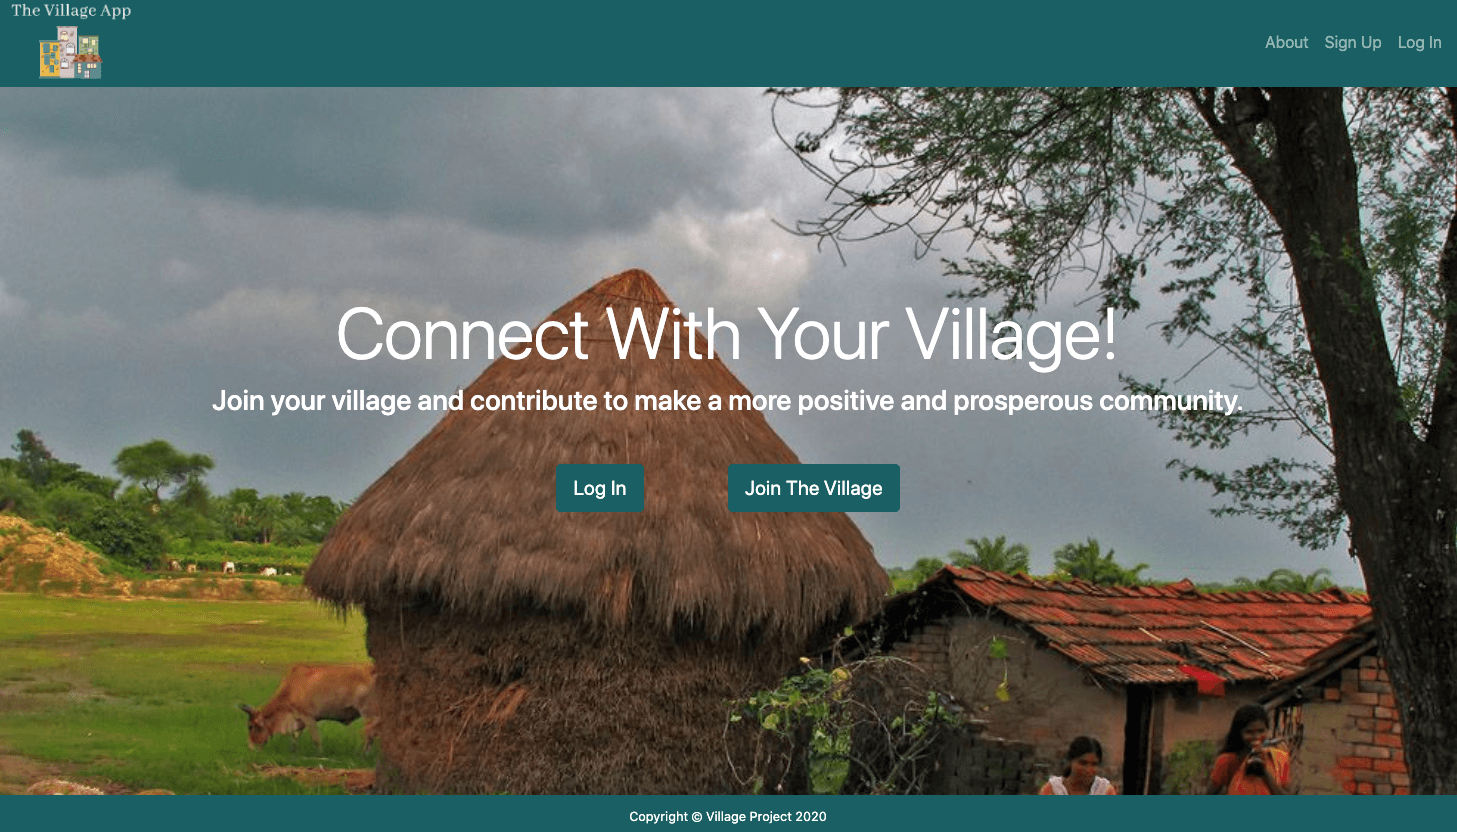 The Village App
About Sign Up Log In
Connect With Your Village!
Join your village and contribute to make a more positive and prosperous community.
Log In Join The Village
Copyright © Village Project 2020